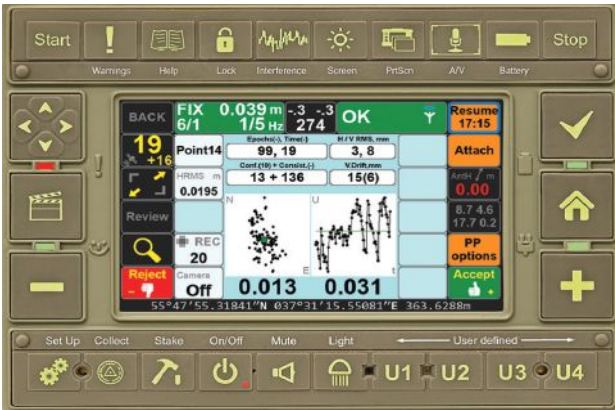 Start
Stop
Warnings Help Lock Interference Screen PrtScn A/V Battery
BACK FIX 0.039 m -.3 -.3 OK Resume
6/1 1/5 Hz 274 17:15
19 +16 Point14 Epochs(-), Time(-) H/V RMS, mm Attach
99, 19 3, 8
Conf.(19) + Consist.(-) V.Drift,mm
13 + 136 15(6)
HRMS m AntH / m
0.0195 0.00
Review N U 8.7 4.6
17.7 0.2
REC PP
20 options
E t
Reject Camera 0.013 0.031 Accept
- Off +
55°47'55.31841"N 037°31'15.55081"E 363.6288m
Set Up Collect Stake On/Off Mute Light User defined
U1 U2 U3 U4